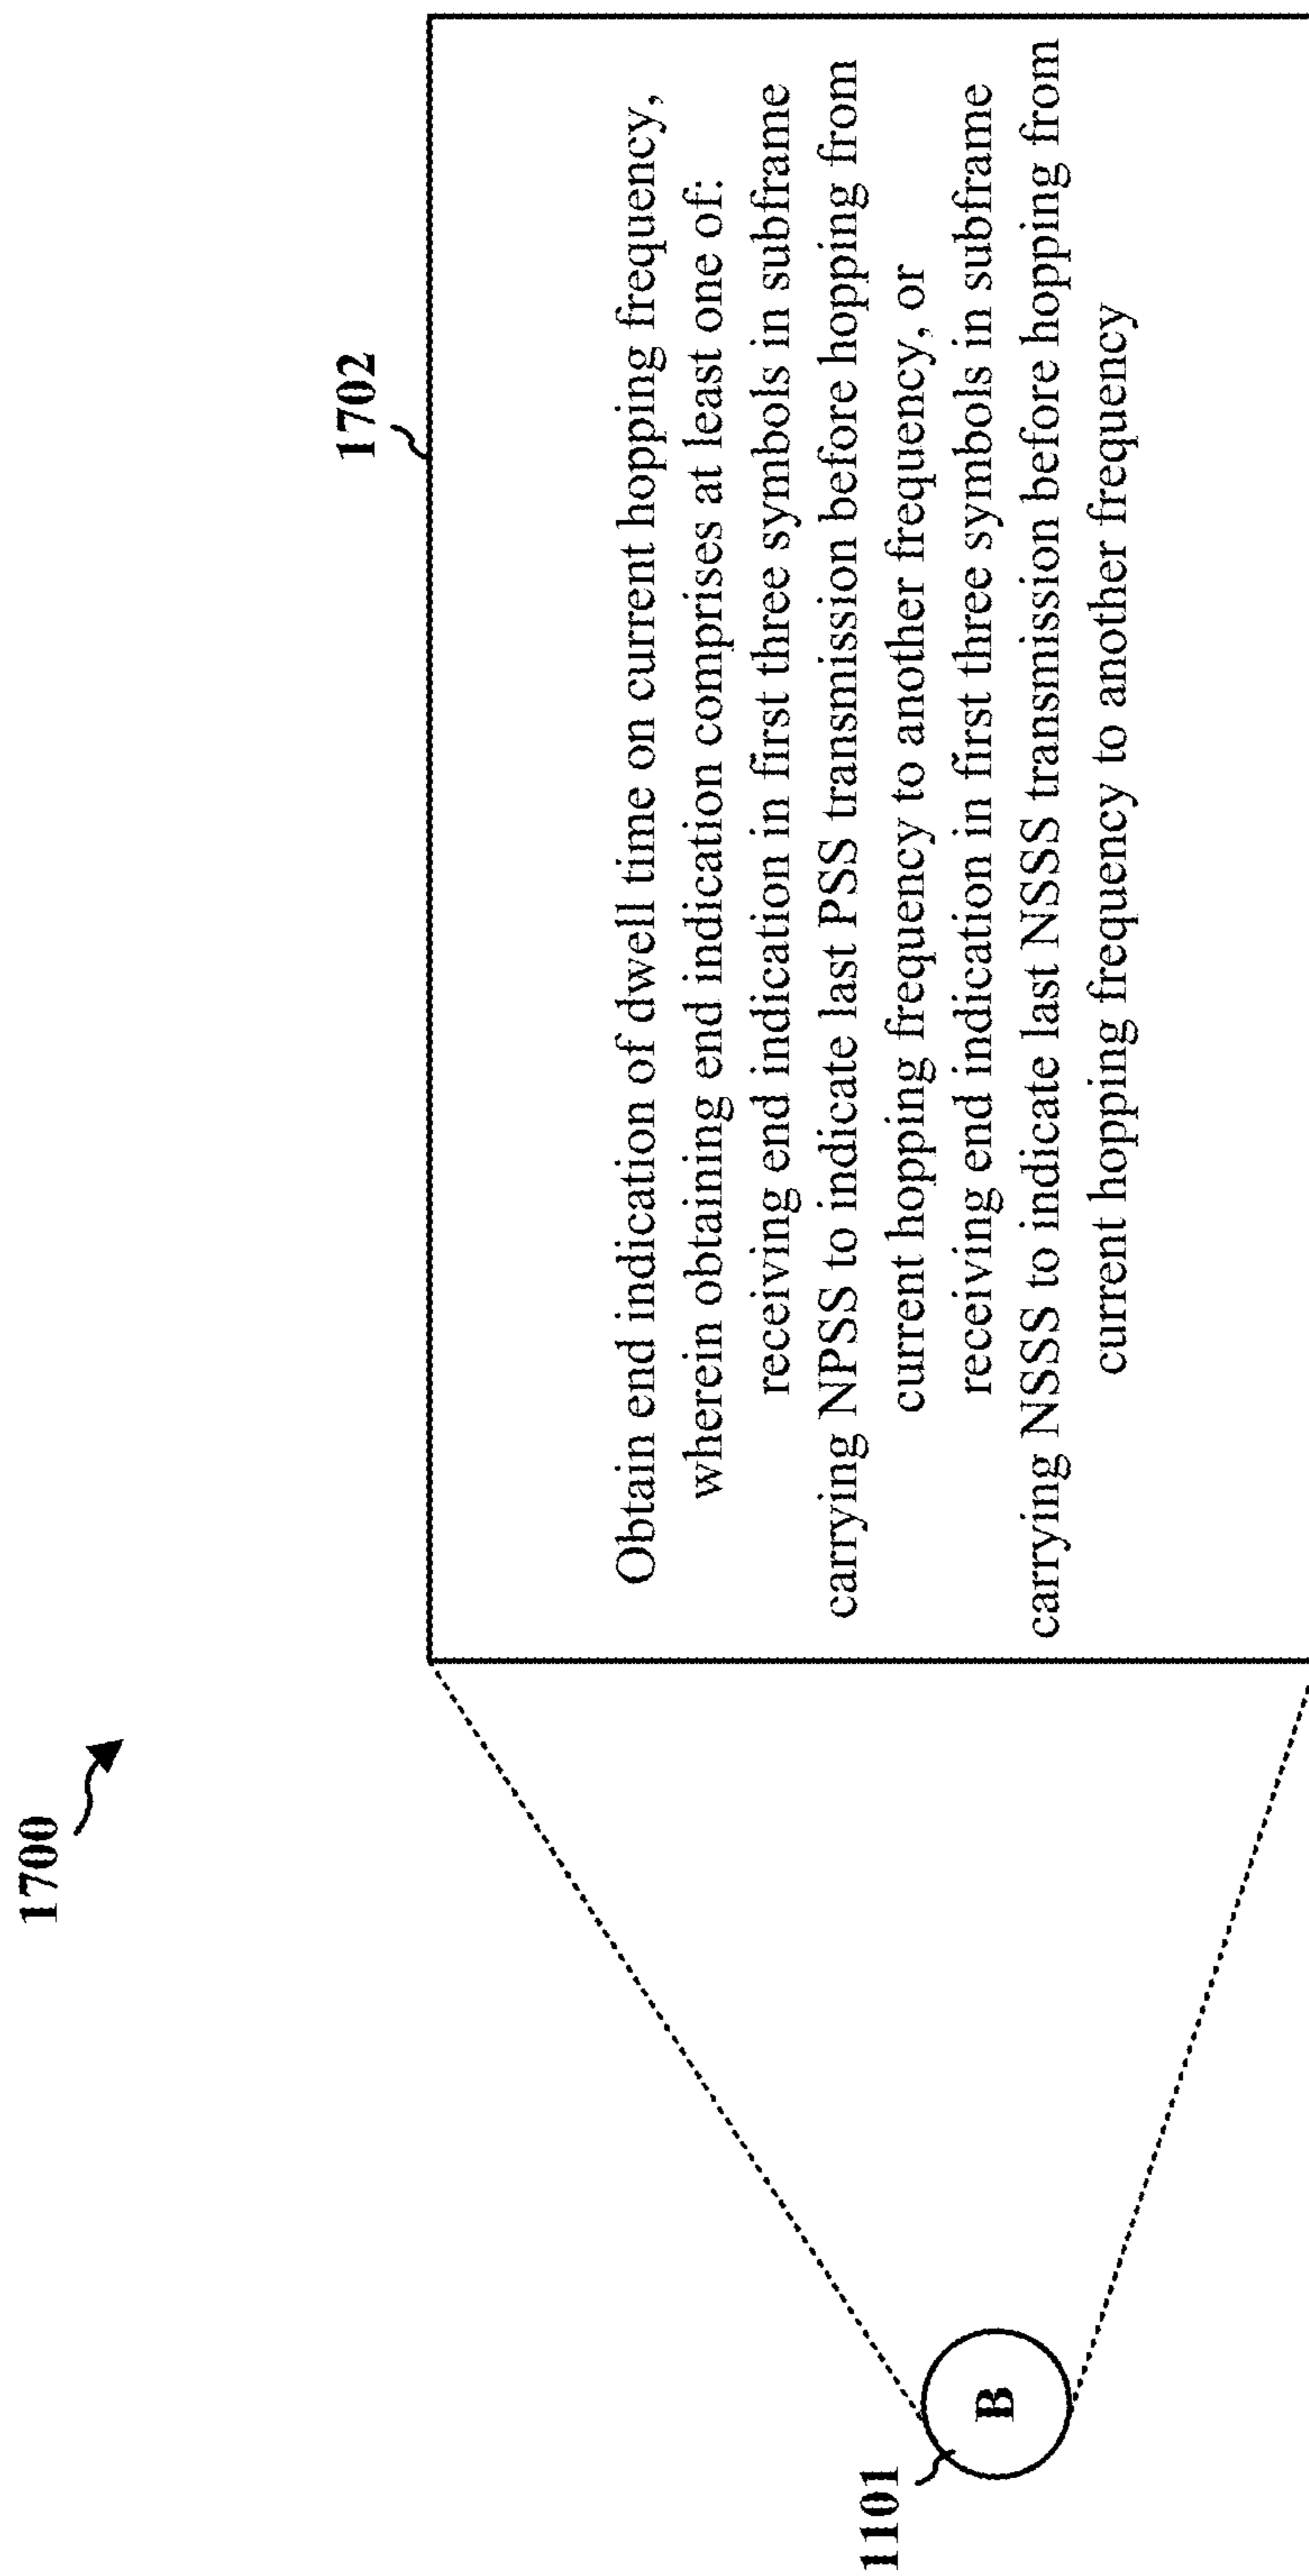 1700
1702
Obtain end indication of dwell time on current hopping frequency,
wherein obtaining end indication comprises at least one of:
receiving end indication in first three symbols in subframe
carrying NPSS to indicate last PSS transmission before hopping from
current hopping frequency to another frequency, or
receiving end indication in first three symbols in subframe
carrying NSSS to indicate last NSSS transmission before hopping from
current hopping frequency to another frequency
1101
B